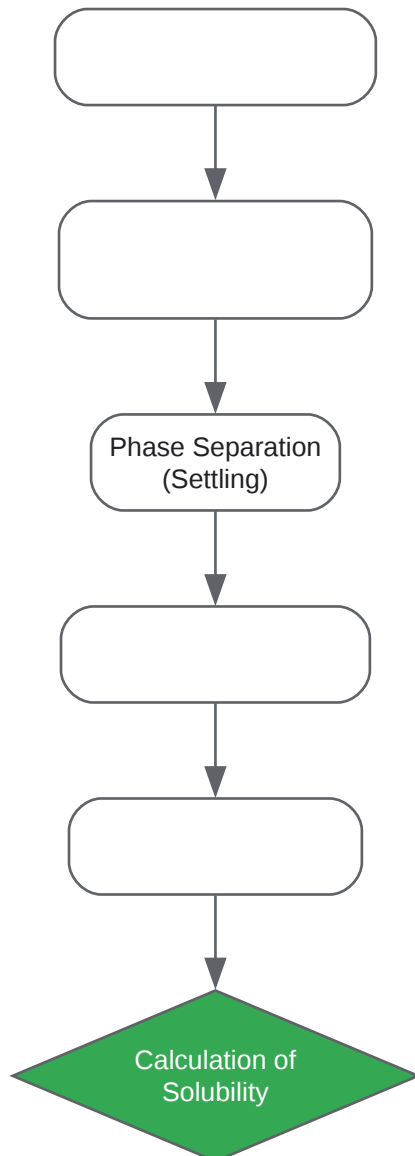 Phase Separation
(Settling)
Calculation of
Solubility